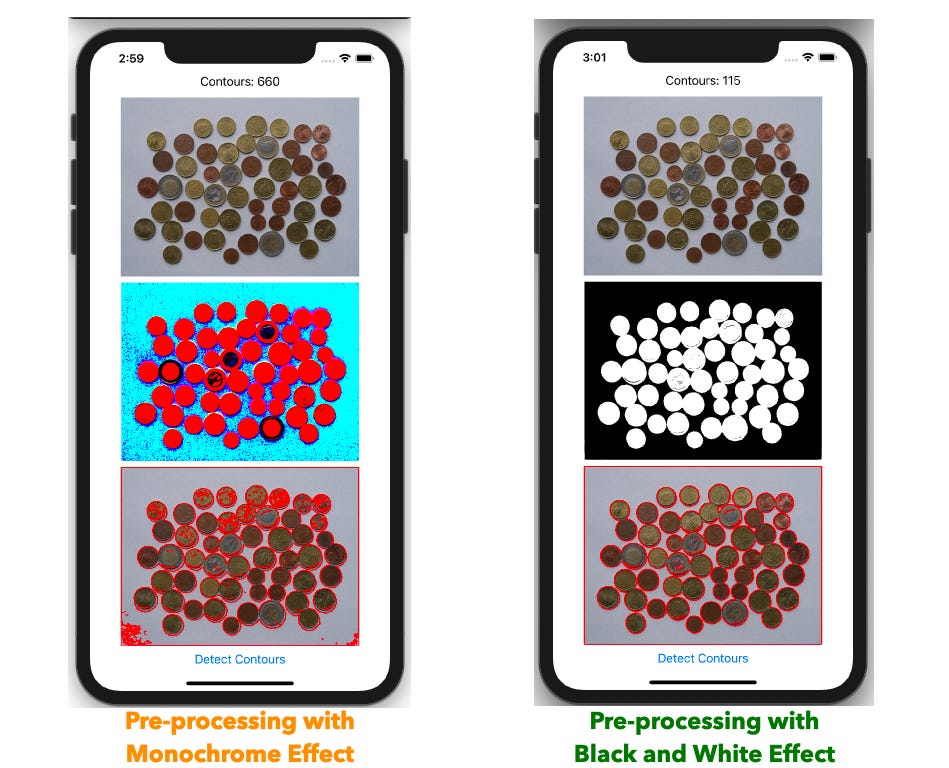 2:59
Contours: 660
Detect Contours
Pre-processing with
Monochrome Effect
3:01
Contours: 115
Detect Contours
Pre-processing with
Black and White Effect